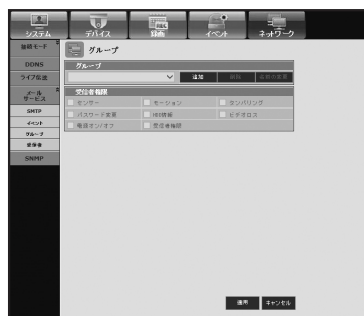 システム
デバイス
録画
イベント
ネットワーク
接続モード
DDNS
ライブ伝送
メール
サービス
SMTP
イベント
グループ
受信者
SNMP
グループ
グループ
追加
削除
名前の変更
受信者権限
センサー
モーション
タンパリング
パスワード変更
HDD情報
ビデオロス
電源オン/オフ
受信者権限
適用
キャンセル